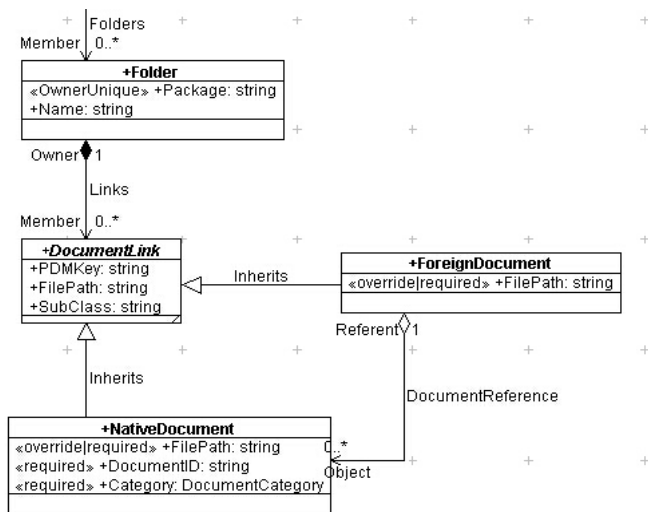 Folders
Member 0..*
+Folder
«OwnerUnique» +Package: string
+Name: string
Owner 1
Links
Member 0..*
+DocumentLink
+PDMKey: string
+FilePath: string
+SubClass: string
Inherits
+ForeignDocument
«override|required» +FilePath: string
Referent 1
Inherits
DocumentReference
+NativeDocument
«override|required» +FilePath: string
«required» +DocumentID: string
«required» +Category: DocumentCategory
0..*
Object